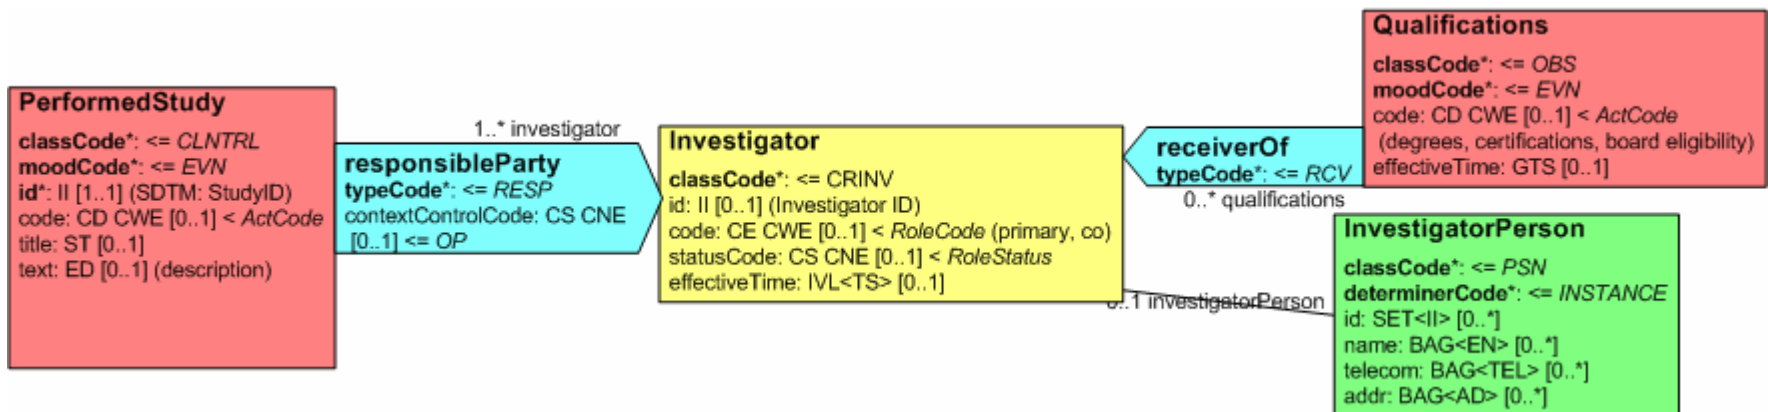 PerformedStudy
classCode*: <= CLNTRL
moodCode*: <= EVN
id*: II [1..1] (SDTM: StudyID)
code: CD CWE [0..1] < ActCode
title: ST [0..1]
text: ED [0..1] (description)
1..* investigator
responsibleParty
typeCode*: <= RESP
contextControlCode: CS CNE
[0..1] <= OP
Investigator
classCode*: <= CRINV
id: II [0..1] (Investigator ID)
code: CE CWE [0..1] < RoleCode (primary, co)
statusCode: CS CNE [0..1] < RoleStatus
effectiveTime: IVL<TS> [0..1]
receiverOf
typeCode*: <= RCV
0..* qualifications
Qualifications
classCode*: <= OBS
moodCode*: <= EVN
code: CD CWE [0..1] < ActCode
(degrees, certifications, board eligibility)
effectiveTime: GTS [0..1]
0..1 investigatorPerson
InvestigatorPerson
classCode*: <= PSN
determinerCode*: <= INSTANCE
id: SET<II> [0..*]
name: BAG<EN> [0..*]
telecom: BAG<TEL> [0..*]
addr: BAG<AD> [0..*]